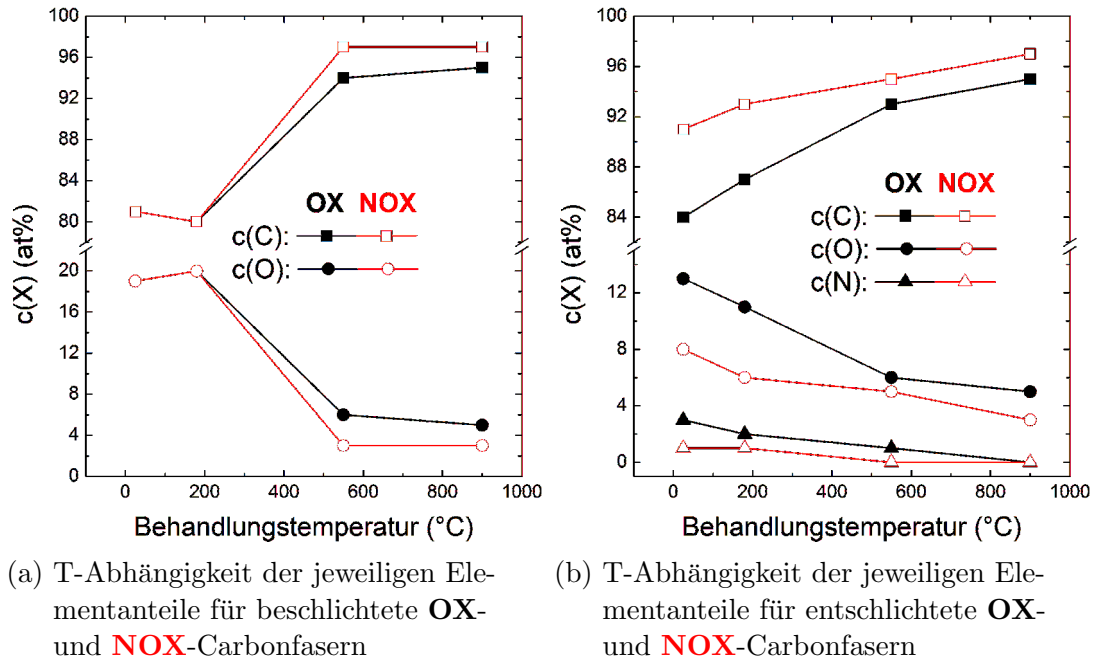 100
96
92
88
84
80
20
16
12
8
4
0
c(X) (at%)
OX NOX
c(C):
c(O):
0 200 400 600 800 1000
Behandlungstemperatur (°C)
100
96
92
88
84
12
8
4
0
c(X) (at%)
OX NOX
c(C):
c(O):
c(N):
0 200 400 600 800 1000
Behandlungstemperatur (°C)
(a) T-Abhängigkeit der jeweiligen Ele-
mentanteile für beschlichtete OX-
und NOX-Carbonfasern
(b) T-Abhängigkeit der jeweiligen Ele-
mentanteile für entschlichtete OX-
und NOX-Carbonfasern